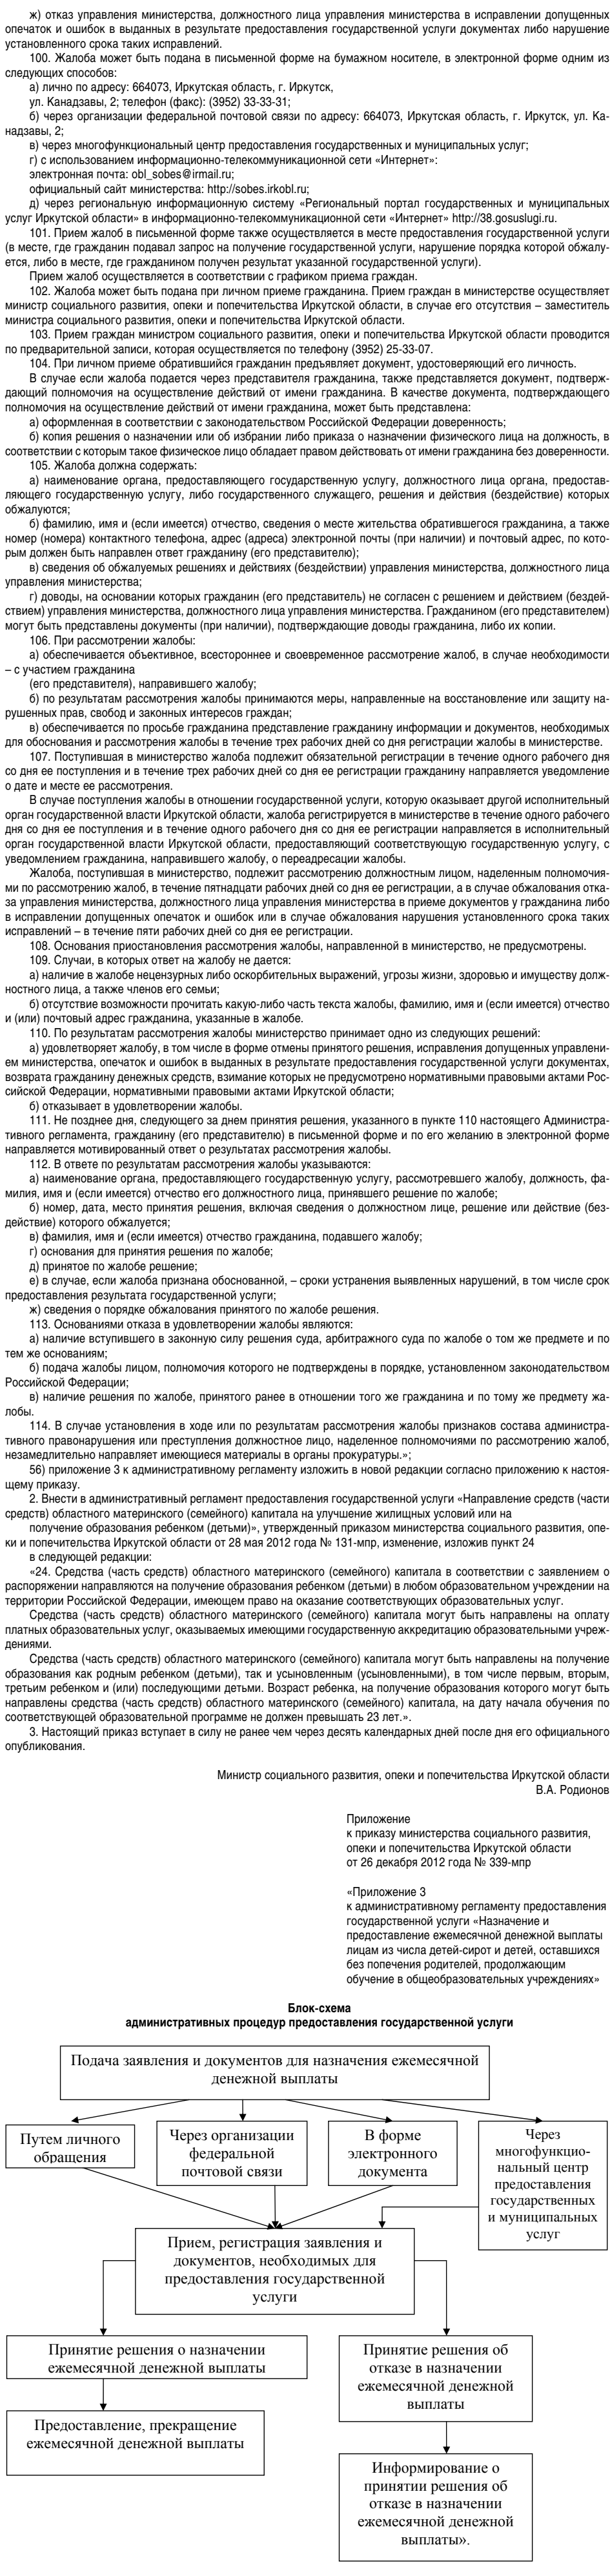 ж) отказ управления министерства, должностного лица управления министерства в исправлении допущенных
опечаток и ошибок в выданных в результате предоставления государственной услуги документах либо нарушение
установленного срока таких исправлений.
100. Жалоба может быть подана в письменной форме на бумажном носителе, в электронной форме одним из
следующих способов:
а) лично по адресу: 664073, Иркутская область, г. Иркутск,
ул. Канадзавы, 2; телефон (факс): (3952) 33-33-31;
б) через организации федеральной почтовой связи по адресу: 664073, Иркутская область, г. Иркутск, ул. Ка-
надзавы, 2;
в) через многофункциональный центр предоставления государственных и муниципальных услуг;
г) с использованием информационно-телекоммуникационной сети «Интернет»:
электронная почта: obl_sobes@irmail.ru;
официальный сайт министерства: http://sobes.irkobl.ru;
д) через региональную информационную систему «Региональный портал государственных и муниципальных
услуг Иркутской области» в информационно-телекоммуникационной сети «Интернет» http://38.gosuslugi.ru.
101. Прием жалоб в письменной форме также осуществляется в месте предоставления государственной услуги
(в месте, где гражданин подавал запрос на получение государственной услуги, нарушение порядка которой обжалу-
ется, либо в месте, где гражданином получен результат указанной государственной услуги).
Прием жалоб осуществляется в соответствии с графиком приема граждан.
102. Жалоба может быть подана при личном приеме гражданина. Прием граждан в министерстве осуществляет
министр социального развития, опеки и попечительства Иркутской области, в случае его отсутствия – заместитель
министра социального развития, опеки и попечительства Иркутской области.
103. Прием граждан министром социального развития, опеки и попечительства Иркутской области проводится
по предварительной записи, которая осуществляется по телефону (3952) 25-33-07.
104. При личном приеме обратившийся гражданин предъявляет документ, удостоверяющий его личность.
В случае если жалоба подается через представителя гражданина, также представляется документ, подтверж-
дающий полномочия на осуществление действий от имени гражданина. В качестве документа, подтверждающего
полномочия на осуществление действий от имени гражданина, может быть представлена:
а) оформленная в соответствии с законодательством Российской Федерации доверенность;
б) копия решения о назначении или об избрании либо приказа о назначении физического лица на должность, в
соответствии с которым такое физическое лицо обладает правом действовать от имени гражданина без доверенности.
105. Жалоба должна содержать:
а) наименование органа, предоставляющего государственную услугу, должностного лица органа, предостав-
ляющего государственную услугу, либо государственного служащего, решения и действия (бездействие) которых
обжалуются;
б) фамилию, имя и (если имеется) отчество, сведения о месте жительства обратившегося гражданина, а также
номер (номера) контактного телефона, адрес (адреса) электронной почты (при наличии) и почтовый адрес, по кото-
рым должен быть направлен ответ гражданину (его представителю);
в) сведения об обжалуемых решениях и действиях (бездействии) управления министерства, должностного лица
управления министерства;
г) доводы, на основании которых гражданин (его представитель) не согласен с решением и действием (бездей-
ствием) управления министерства, должностного лица управления министерства. Гражданином (его представителем)
могут быть представлены документы (при наличии), подтверждающие доводы гражданина, либо их копии.
106. При рассмотрении жалобы:
а) обеспечивается объективное, всестороннее и своевременное рассмотрение жалоб, в случае необходимости
– с участием гражданина
(его представителя), направившего жалобу;
б) по результатам рассмотрения жалобы принимаются меры, направленные на восстановление или защиту на-
рушенных прав, свобод и законных интересов граждан;
в) обеспечивается по просьбе гражданина представление гражданину информации и документов, необходимых
для обоснования и рассмотрения жалобы в течение трех рабочих дней со дня регистрации жалобы в министерстве.
107. Поступившая в министерство жалоба подлежит обязательной регистрации в течение одного рабочего дня
со дня ее поступления и в течение трех рабочих дней со дня ее регистрации гражданину направляется уведомление
о дате и месте ее рассмотрения.
В случае поступления жалобы в отношении государственной услуги, которую оказывает другой исполнительный
орган государственной власти Иркутской области, жалоба регистрируется в министерстве в течение одного рабочего
дня со дня ее поступления и в течение одного рабочего дня со дня ее регистрации направляется в исполнительный
орган государственной власти Иркутской области, предоставляющий соответствующую государственную услугу, с
уведомлением гражданина, направившего жалобу, о переадресации жалобы.
Жалоба, поступившая в министерство, подлежит рассмотрению должностным лицом, наделенным полномочия-
ми по рассмотрению жалоб, в течение пятнадцати рабочих дней со дня ее регистрации, а в случае обжалования отка-
за управления министерства, должностного лица управления министерства в приеме документов у гражданина либо
в исправлении допущенных опечаток и ошибок или в случае обжалования нарушения установленного срока таких
исправлений – в течение пяти рабочих дней со дня ее регистрации.
108. Основания приостановления рассмотрения жалобы, направленной в министерство, не предусмотрены.
109. Случаи, в которых ответ на жалобу не дается:
а) наличие в жалобе нецензурных либо оскорбительных выражений, угрозы жизни, здоровью и имуществу долж-
ностного лица, а также членов его семьи;
б) отсутствие возможности прочитать какую-либо часть текста жалобы, фамилию, имя и (если имеется) отчество
и (или) почтовый адрес гражданина, указанные в жалобе.
110. По результатам рассмотрения жалобы министерство принимает одно из следующих решений:
а) удовлетворяет жалобу, в том числе в форме отмены принятого решения, исправления допущенных управлени-
ем министерства, опечаток и ошибок в выданных в результате предоставления государственной услуги документах,
возврата гражданину денежных средств, взимание которых не предусмотрено нормативными правовыми актами Рос-
сийской Федерации, нормативными правовыми актами Иркутской области;
б) отказывает в удовлетворении жалобы.
111. Не позднее дня, следующего за днем принятия решения, указанного в пункте 110 настоящего Администра-
тивного регламента, гражданину (его представителю) в письменной форме и по его желанию в электронной форме
направляется мотивированный ответ о результатах рассмотрения жалобы.
112. В ответе по результатам рассмотрения жалобы указываются:
а) наименование органа, предоставляющего государственную услугу, рассмотревшего жалобу, должность, фа-
милия, имя и (если имеется) отчество его должностного лица, принявшего решение по жалобе;
б) номер, дата, место принятия решения, включая сведения о должностном лице, решение или действие (без-
действие) которого обжалуется;
в) фамилия, имя и (если имеется) отчество гражданина, подавшего жалобу;
г) основания для принятия решения по жалобе;
д) принятое по жалобе решение;
е) в случае, если жалоба признана обоснованной, – сроки устранения выявленных нарушений, в том числе срок
предоставления результата государственной услуги;
ж) сведения о порядке обжалования принятого по жалобе решения.
113. Основаниями отказа в удовлетворении жалобы являются:
а) наличие вступившего в законную силу решения суда, арбитражного суда по жалобе о том же предмете и по
тем же основаниям;
б) подача жалобы лицом, полномочия которого не подтверждены в порядке, установленном законодательством
Российской Федерации;
в) наличие решения по жалобе, принятого ранее в отношении того же гражданина и по тому же предмету жа-
лобы.
114. В случае установления в ходе или по результатам рассмотрения жалобы признаков состава администра-
тивного правонарушения или преступления должностное лицо, наделенное полномочиями по рассмотрению жалоб,
незамедлительно направляет имеющиеся материалы в органы прокуратуры.»;
56) приложение 3 к административному регламенту изложить в новой редакции согласно приложению к настоя-
щему приказу.
2. Внести в административный регламент предоставления государственной услуги «Направление средств (части
средств) областного материнского (семейного) капитала на улучшение жилищных условий или на
получение образования ребенком (детьми)», утвержденный приказом министерства социального развития, опе-
ки и попечительства Иркутской области от 28 мая 2012 года № 131-мпр, изменение, изложив пункт 24
в следующей редакции:
«24. Средства (часть средств) областного материнского (семейного) капитала в соответствии с заявлением о
распоряжении направляются на получение образования ребенком (детьми) в любом образовательном учреждении на
территории Российской Федерации, имеющем право на оказание соответствующих образовательных услуг.
Средства (часть средств) областного материнского (семейного) капитала могут быть направлены на оплату
платных образовательных услуг, оказываемых имеющими государственную аккредитацию образовательными учреж-
дениями.
Средства (часть средств) областного материнского (семейного) капитала могут быть направлены на получение
образования как родным ребенком (детьми), так и усыновленным (усыновленными), в том числе первым, вторым,
третьим ребенком и (или) последующими детьми. Возраст ребенка, на получение образования которого могут быть
направлены средства (часть средств) областного материнского (семейного) капитала, на дату начала обучения по
соответствующей образовательной программе не должен превышать 23 лет.».
3. Настоящий приказ вступает в силу не ранее чем через десять календарных дней после дня его официального
опубликования.
Министр социального развития, опеки и попечительства Иркутской области
В.А. Родионов
Приложение
к приказу министерства социального развития,
опеки и попечительства Иркутской области
от 26 декабря 2012 года № 339-мпр
«Приложение 3
к административному регламенту предоставления
государственной услуги «Назначение и
предоставление ежемесячной денежной выплаты
лицам из числа детей-сирот и детей, оставшихся
без попечения родителей, продолжающим
обучение в общеобразовательных учреждениях»
Блок-схема
административных процедур предоставления государственной услуги
Подача заявления и документов для назначения ежемесячной
денежной выплаты
Путем личного
обращения
Через организации
федеральной
почтовой связи
В форме
электронного
документа
Через
многофункцио-
нальный центр
предоставления
государственных
и муниципальных
услуг
Прием, регистрация заявления и
документов, необходимых для
предоставления государственной
услуги
Принятие решения о назначении
ежемесячной денежной выплаты
Принятие решения об
отказе в назначении
ежемесячной денежной
выплаты
Предоставление, прекращение
ежемесячной денежной выплаты
Информирование о
принятии решения об
отказе в назначении
ежемесячной денежной
выплаты».